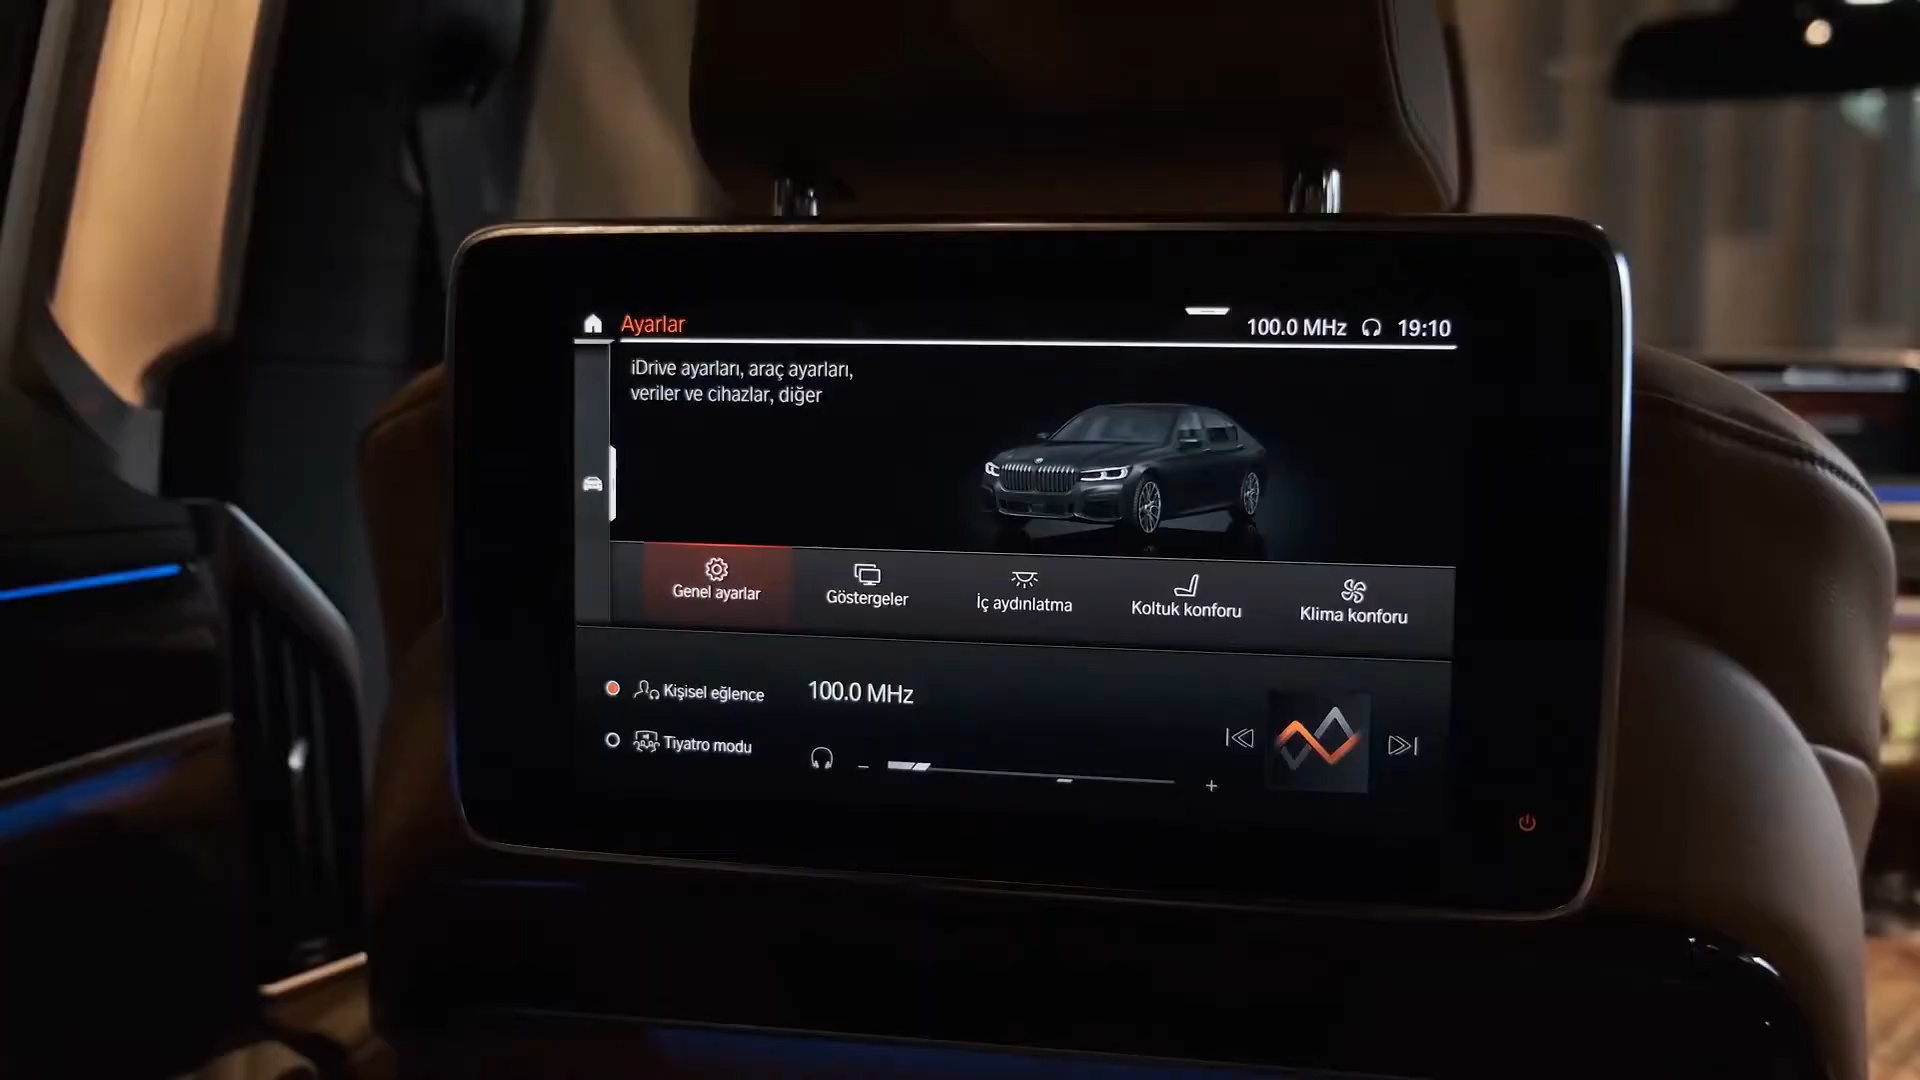 Ayarlar
100.0 MHz 19:10
iDrive ayarları, araç ayarları,
veriler ve cihazlar, diğer
Genel ayarlar
Göstergeler
İç aydınlatma
Koltuk konforu
Klima konforu
Kişisel eğlence
100.0 MHz
Tiyatro modu